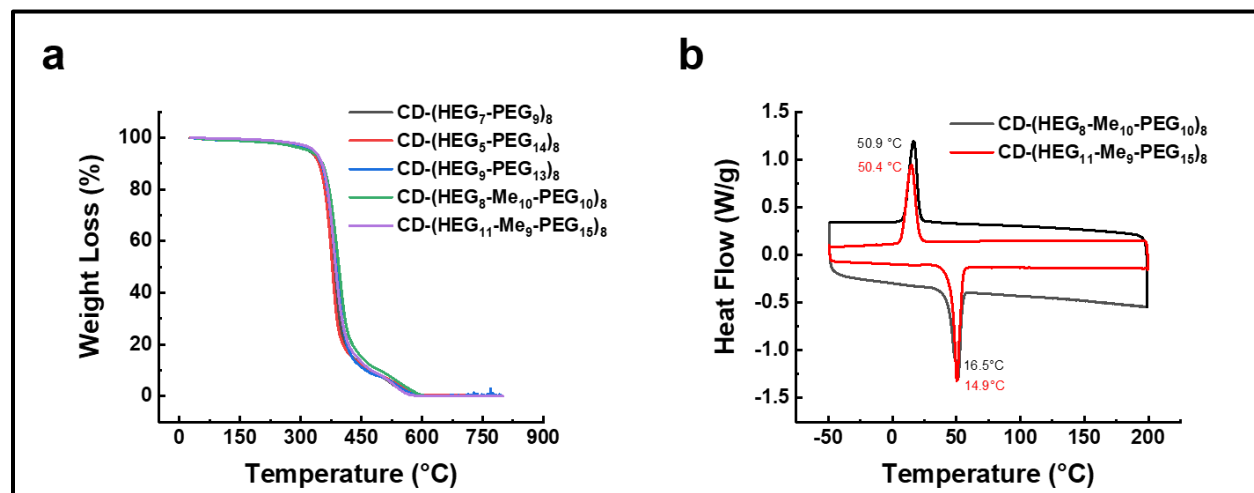 a
CD-(HEG7-PEG9)8
CD-(HEG5-PEG14)8
CD-(HEG9-PEG13)8
CD-(HEG8-Me10-PEG10)8
CD-(HEG11-Me9-PEG15)8
100
80
60
40
20
0
0 150 300 450 600 750 900
Weight Loss (%)
Temperature (°C)
b
CD-(HEG8-Me10-PEG10)8
CD-(HEG11-Me9-PEG15)8
50.9 °C
50.4 °C
16.5°C
14.9°C
1.5
1.0
0.5
0.0
-0.5
-1.0
-1.5
-50 0 50 100 150 200
Heat Flow (W/g)
Temperature (°C)